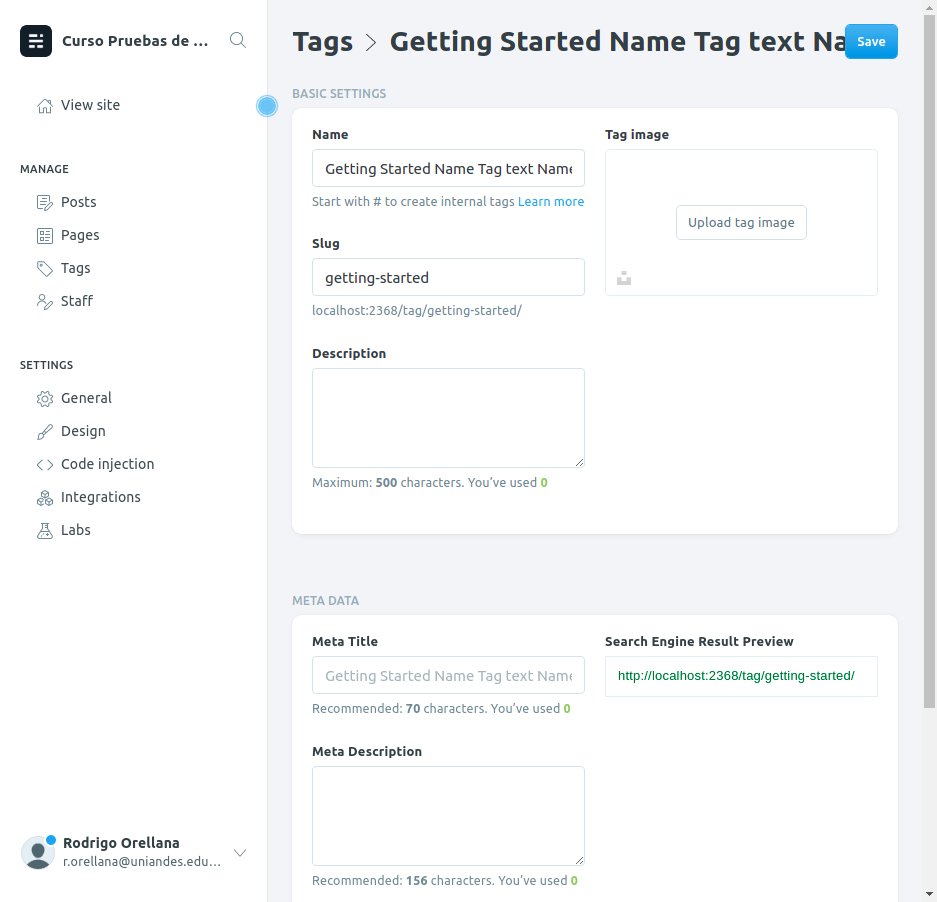 Curso Pruebas de ...
View site
MANAGE
Posts
Pages
Tags
Staff
SETTINGS
General
Design
Code injection
Integrations
Labs
Rodrigo Orellana
r.orellana@uniandes.edu...
Tags > Getting Started Name Tag text Na
Save
BASIC SETTINGS
Name
Getting Started Name Tag text Name
Start with # to create internal tags Learn more
Slug
getting-started
localhost:2368/tag/getting-started/
Description
Maximum: 500 characters. You’ve used 0
Tag image
Upload tag image
META DATA
Meta Title
Getting Started Name Tag text Name
Recommended: 70 characters. You’ve used 0
Meta Description
Recommended: 156 characters. You’ve used 0
Search Engine Result Preview
http://localhost:2368/tag/getting-started/